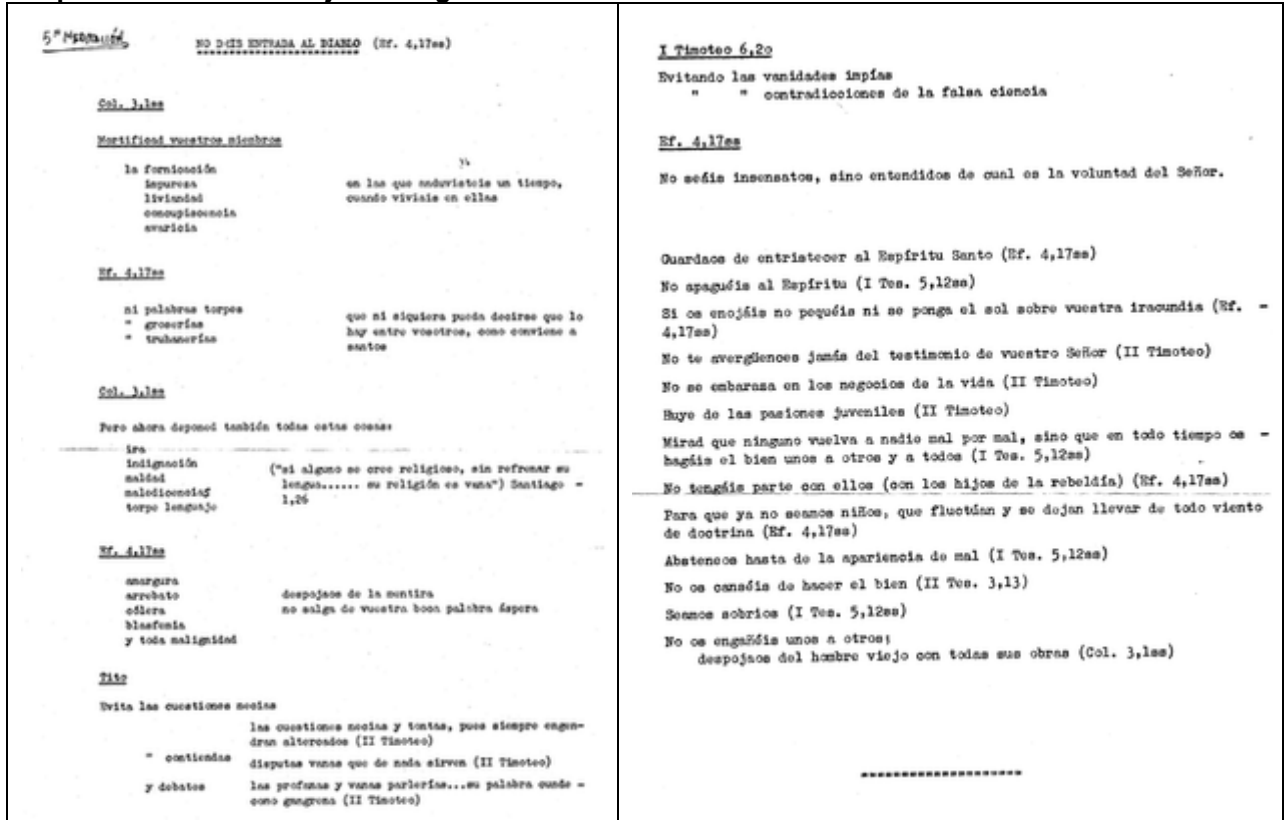 5ª MEDITACIÓN
NO DEIS ENTRADA AL DIABLO (Ef. 4,17ss)
Col. 3,1ss
Mortificad vuestros miembros
la fornicación
impureza
liviandad
concupiscencia
avaricia
en las que anduvisteis un tiempo,
cuando vivíais en ellas
Ef. 4,17ss
ni palabras torpes
" groserías
" truhanerías
que ni siquiera pueda decirse que lo
hay entre vosotros, como conviene a
santos
Col. 3,1ss
Pero ahora deponed también todas estas cosas:
ira
indignación
maldad
maledicencia
torpe lenguaje
("si alguno se cree religioso, sin refrenar su
lengua...... su religión es vana") Santiago -
1,26
Ef. 4,17ss
amargura
arrebato
cólera
blasfemia
y toda malignidad
despojaos de la mentira
no salga de vuestra boca palabra áspera
Tito
Evita las cuestiones necias
las cuestiones necias y tontas, pues siempre engen-
dran altercados (II Timoteo)
" contiendas disputas vanas que de nada sirven (II Timoteo)
y debates las profanas y vanas parlerías...su palabra cunde -
como gangrena (II Timoteo)
I Timoteo 6,20
Evitando las vanidades impías
" " contradicciones de la falsa ciencia
Ef. 4,17ss
No seáis insensatos, sino entendidos de cual es la voluntad del Señor.
Guardaos de entristecer al Espíritu Santo (Ef. 4,17ss)
No apaguéis al Espíritu (I Tes. 5,12ss)
Si os enojáis no pequéis ni se ponga el sol sobre vuestra iracundia (Ef. -
4,17ss)
No te avergüences jamás del testimonio de vuestro Señor (II Timoteo)
No se embaraza en los negocios de la vida (II Timoteo)
Huye de las pasiones juveniles (II Timoteo)
Mirad que ninguno vuelva a nadie mal por mal, sino que en todo tiempo os -
hagáis el bien unos a otros y a todos (I Tes. 5,12ss)
No tengáis parte con ellos (con los hijos de la rebeldía) (Ef. 4,17ss)
Para que ya no seamos niños, que fluctúan y se dejan llevar de todo viento
de doctrina (Ef. 4,17ss)
Absteneos hasta de la apariencia de mal (I Tes. 5,12ss)
No os canséis de hacer el bien (II Tes. 3,13)
Seamos sobrios (I Tes. 5,12ss)
No os engañéis unos a otros;
despojaos del hombre viejo con todas sus obras (Col. 3,1ss)